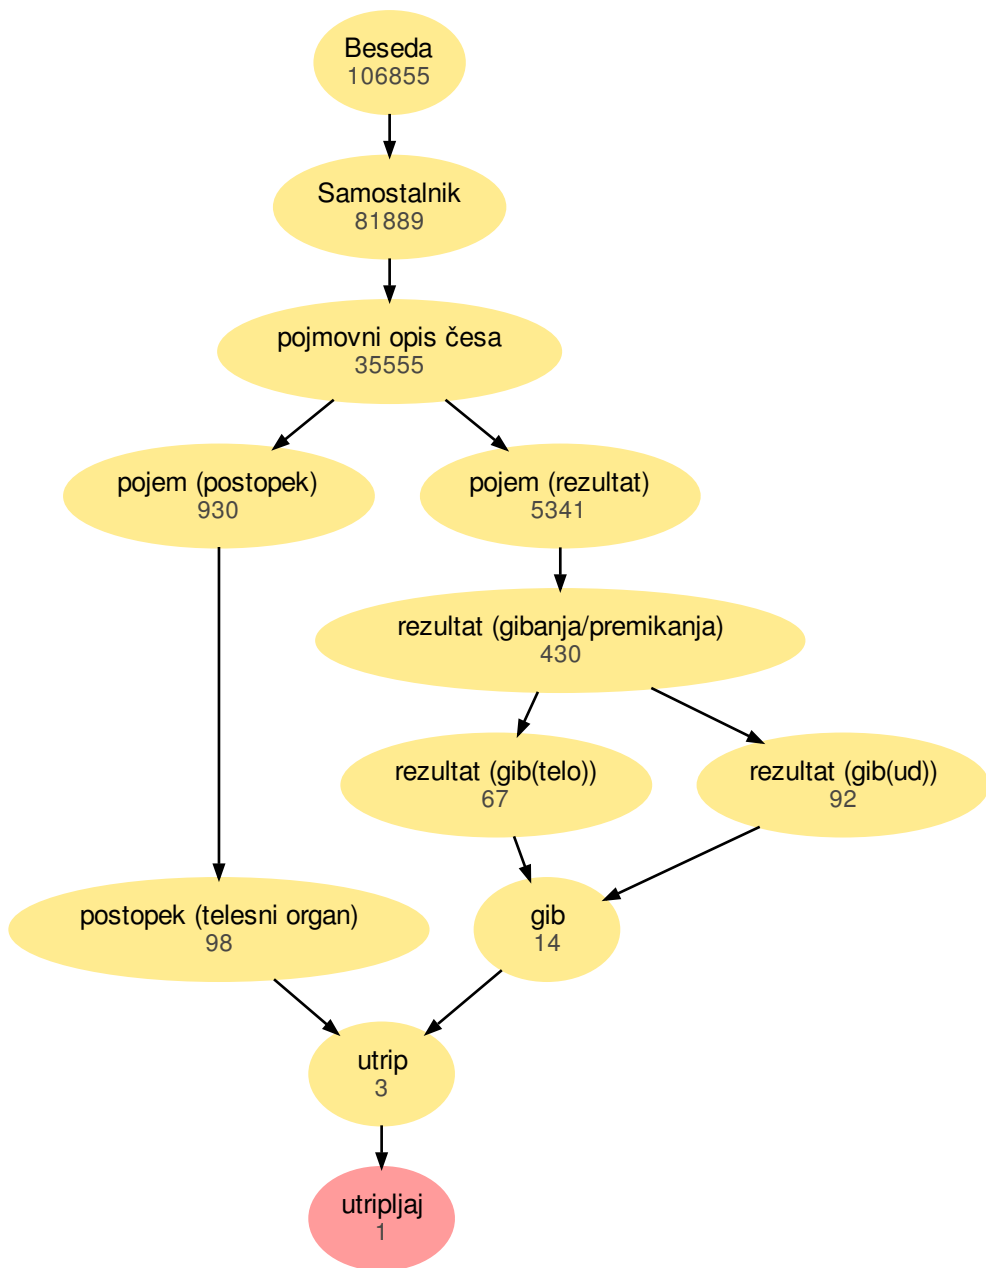 Beseda
106855
Samostalnik
81889
pojmovni opis česa
35555
pojem (postopek)
930
pojem (rezultat)
5341
rezultat (gibanja/premikanja)
430
rezultat (gib(telo))
67
rezultat (gib(ud))
92
postopek (telesni organ)
98
gib
14
utrip
3
utripljaj
1